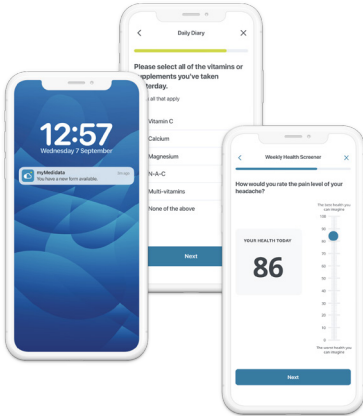 12:57
Wednesday 7 September
myMedidata
You have a new form available.
Daily Diary
Please select all of the vitamins or
supplements you've taken
yesterday.
all that apply
Vitamin C
Calcium
Magnesium
N-A-C
Multi-vitamins
None of the above
Next
Weekly Health Screener
How would you rate the pain level of your
headache?
The best health you
can imagine
100
90
80
70
60
50
40
30
20
10
0
The worst health you
can imagine
YOUR HEALTH TODAY
86
Next